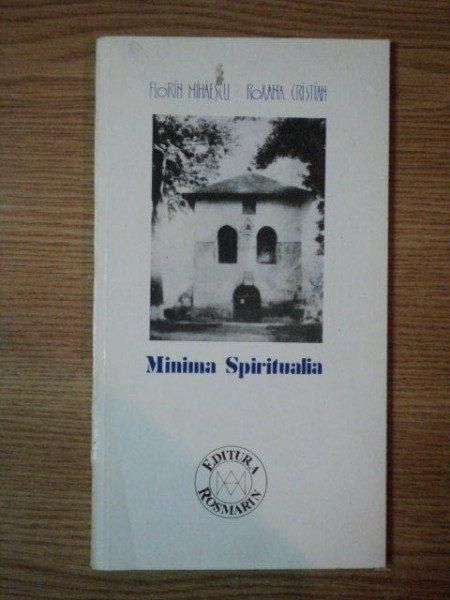 FLORIN MIHĂESCU · ROXANA CRISTIAN
Minima Spiritualia
EDITURA
ROSMARIN